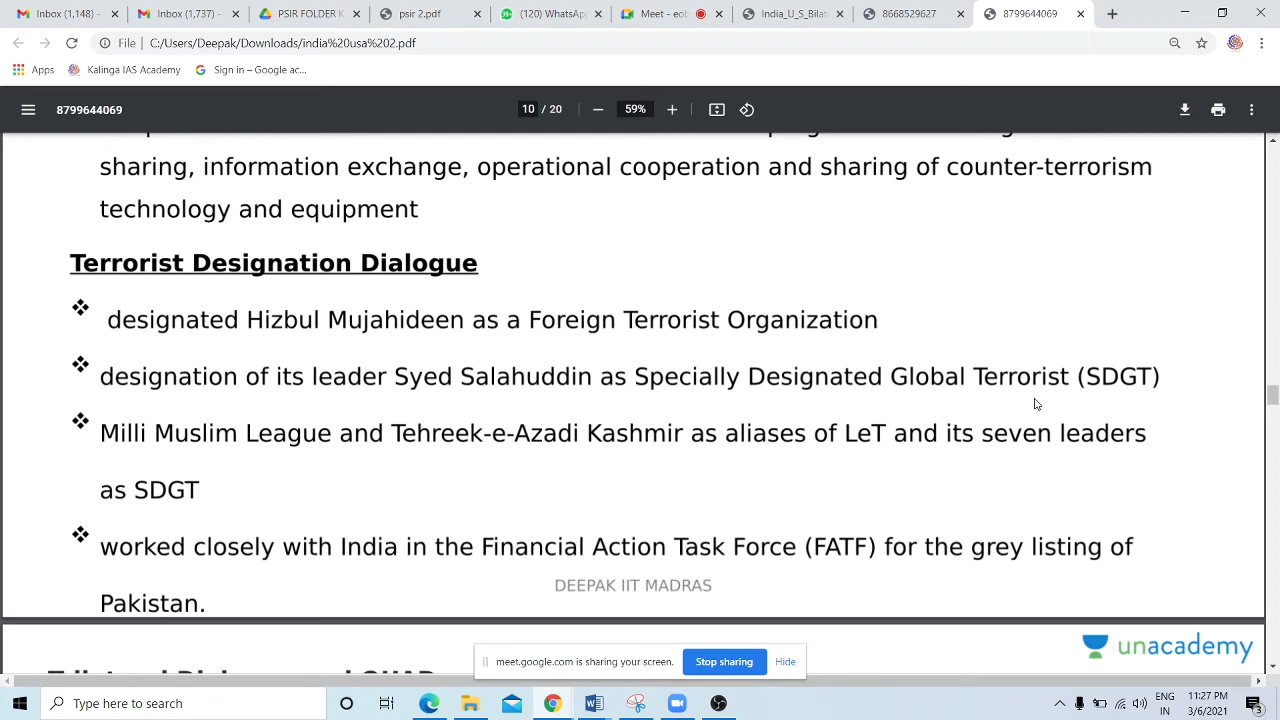 Inbox (3,148) -
Inbox (1,737) -
PSIR FOLDER K
psir 2.pdf
(120) WhatsAp
Meet - eok
India_U_S_Bilat
8668529627
8799644069
File | C:/Users/Deepak/Downloads/india%20usa%202.pdf
Apps Kalinga IAS Academy Sign in – Google ac...
8799644069 10 / 20 59%
sharing, information exchange, operational cooperation and sharing of counter-terrorism
technology and equipment
Terrorist Designation Dialogue
❖ designated Hizbul Mujahideen as a Foreign Terrorist Organization
❖ designation of its leader Syed Salahuddin as Specially Designated Global Terrorist (SDGT)
❖ Milli Muslim League and Tehreek-e-Azadi Kashmir as aliases of LeT and its seven leaders
as SDGT
❖ worked closely with India in the Financial Action Task Force (FATF) for the grey listing of
DEEPAK IIT MADRAS
Pakistan.
unacademy
meet.google.com is sharing your screen. Stop sharing Hide
Type here to search
ENG
IN
11:27 PM
3/6/2021
3